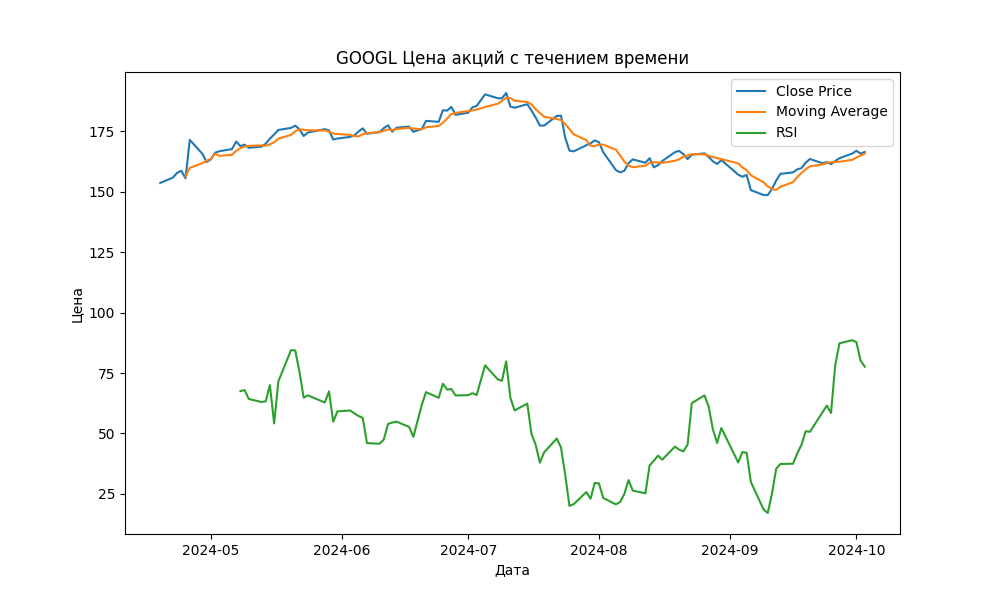 GOOGL Цена акций с течением времени
Close Price
Moving Average
RSI
175
150
125
100
75
50
25
Цена
2024-05
2024-06
2024-07
2024-08
2024-09
2024-10
Дата